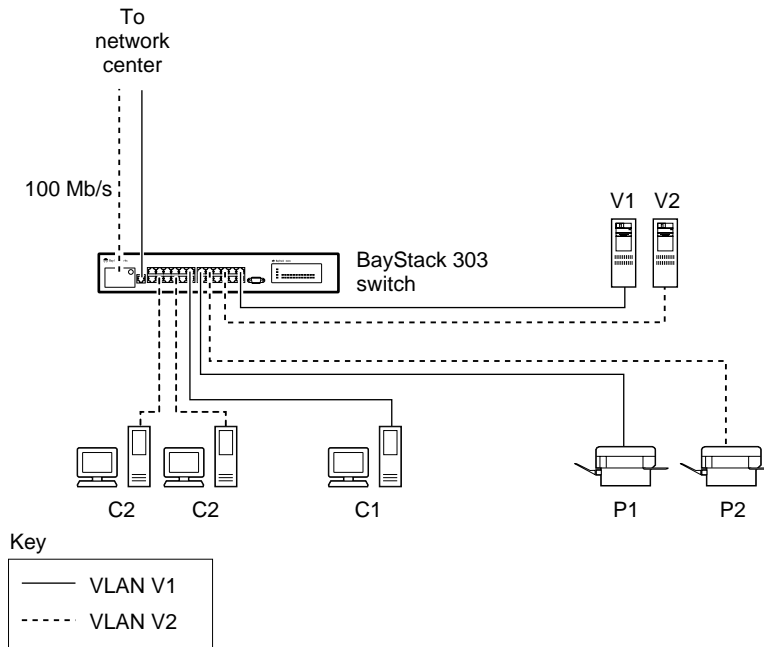 To
network
center
100 Mb/s
V1 V2
BayStack 303
switch
C2 C2 C1 P1 P2
Key
VLAN V1
VLAN V2